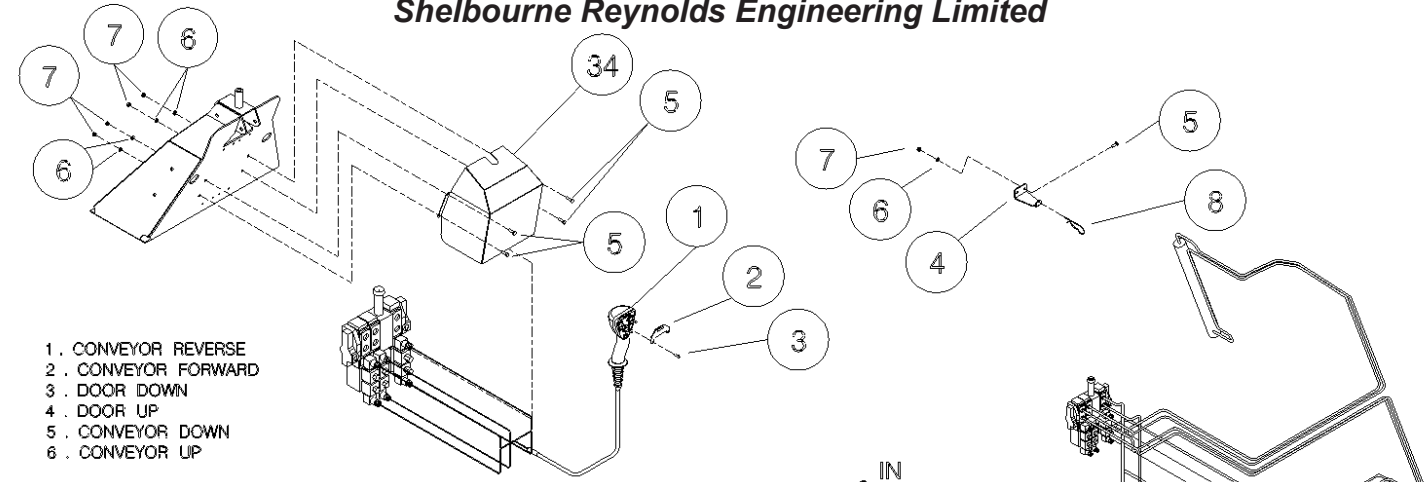 Shelbourne Reynolds Engineering Limited
7
6
7
6
34
5
5
1
2
3
7
6
5
4
8
1 . CONVEYOR REVERSE
2 . CONVEYOR FORWARD
3 . DOOR DOWN
4 . DOOR UP
5 . CONVEYOR DOWN
6 . CONVEYOR UP
IN